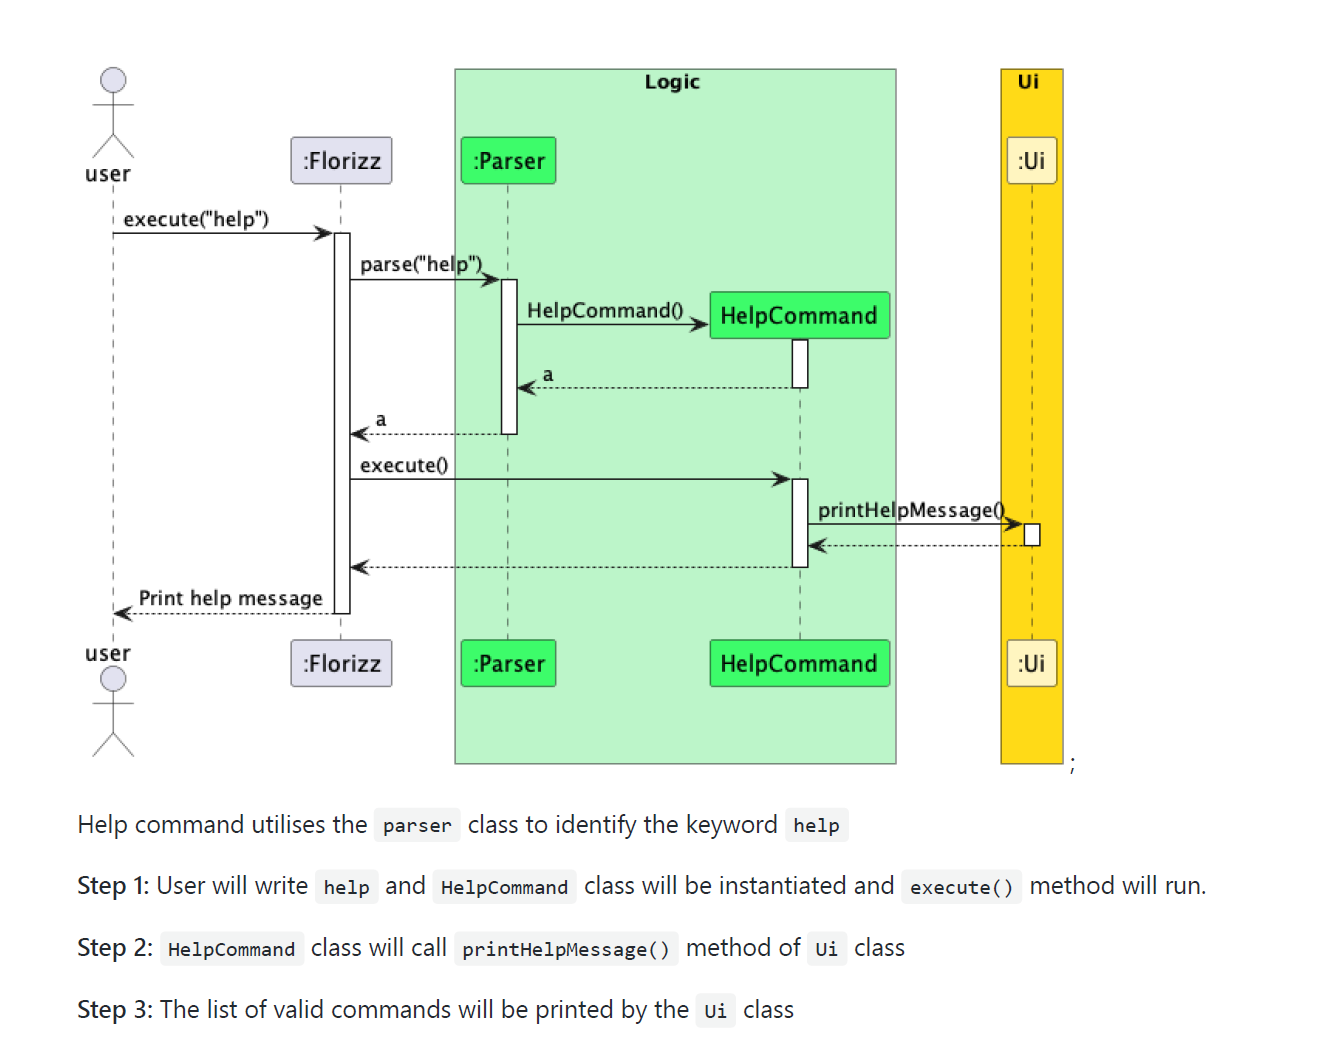 Logic
Ui
user
:Florizz
:Parser
:Ui
execute("help")
parse("help")
HelpCommand()
HelpCommand
a
a
execute()
printHelpMessage()
Print help message
user
:Florizz
:Parser
HelpCommand
:Ui
;
Help command utilises the parser class to identify the keyword help
Step 1: User will write help and HelpCommand class will be instantiated and execute() method will run.
Step 2: HelpCommand class will call printHelpMessage() method of Ui class
Step 3: The list of valid commands will be printed by the Ui class